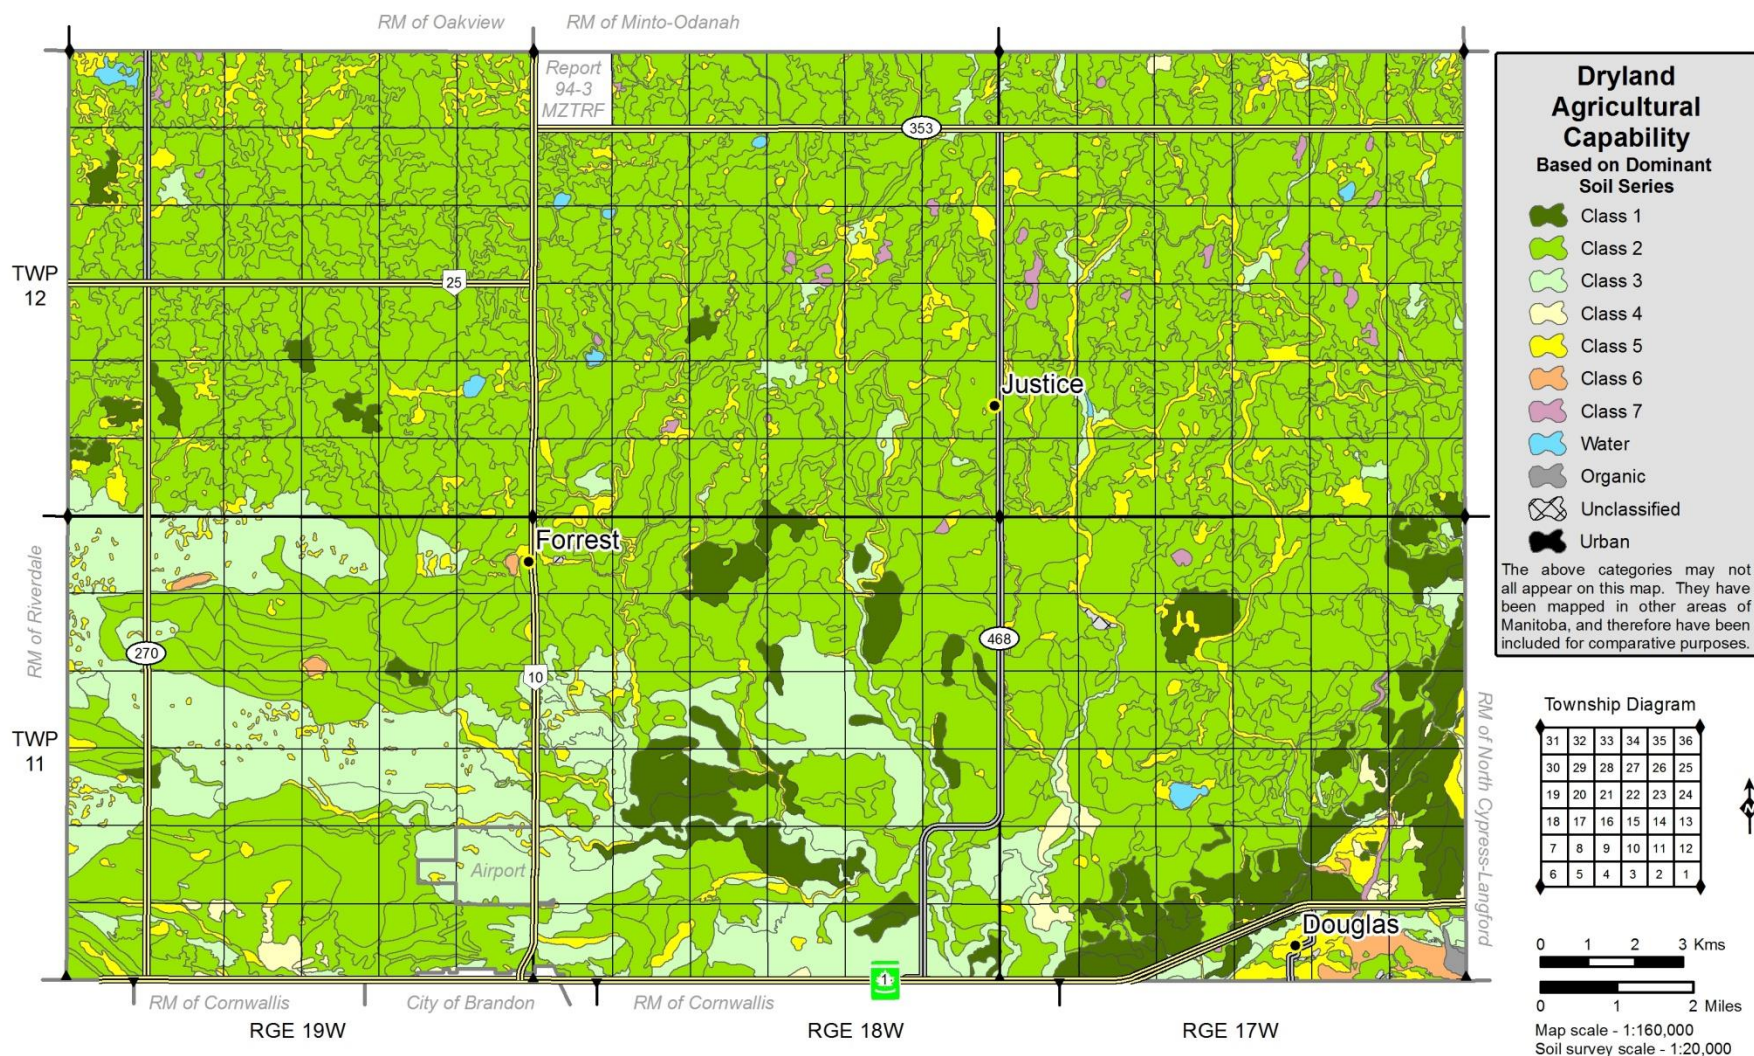 RM of Oakview
RM of Minto-Odanah
Report
94-3
MZTRF
353
25
TWP
12
Justice
Forrest
RM of Riverdale
270
468
10
TWP
11
Airport
Douglas
RM of North Cypress-Langford
1
RM of Cornwallis
City of Brandon
RM of Cornwallis
RGE 19W
RGE 18W
RGE 17W
Dryland
Agricultural
Capability
Based on Dominant
Soil Series
Class 1
Class 2
Class 3
Class 4
Class 5
Class 6
Class 7
Water
Organic
Unclassified
Urban
The above categories may not
all appear on this map. They have
been mapped in other areas of
Manitoba, and therefore have been
included for comparative purposes.
Township Diagram
31 32 33 34 35 36
30 29 28 27 26 25
19 20 21 22 23 24
18 17 16 15 14 13
7 8 9 10 11 12
6 5 4 3 2 1
N
0 1 2 3 Kms
0 1 2 Miles
Map scale - 1:160,000
Soil survey scale - 1:20,000